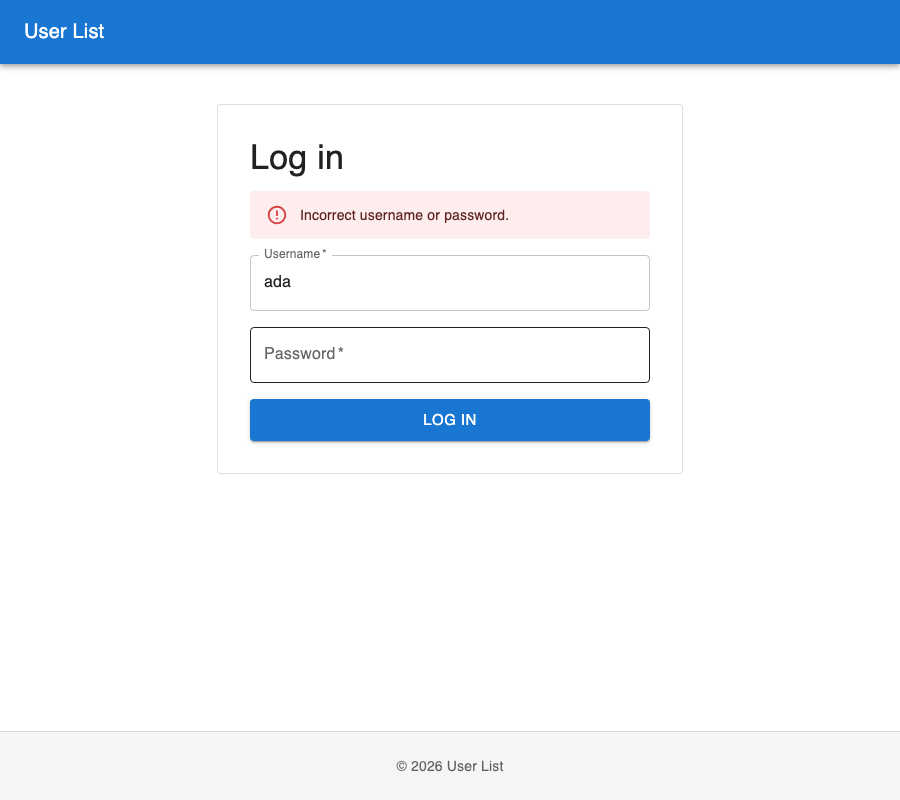 User List
Log in
Incorrect username or password.
Username *
ada
Password *
LOG IN
© 2026 User List